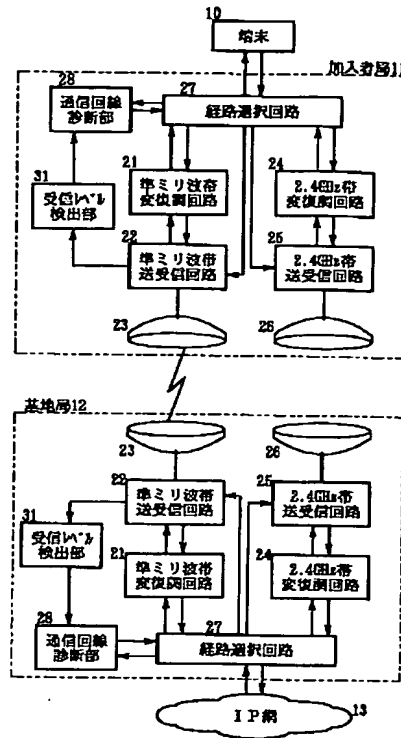 10
端末
加入者局11
28
通信回線
診断部
27
経路選択回路
31
受信レベル
検出部
21
準ミリ波帯
変復調回路
24
2.4GHz帯
変復調回路
22
準ミリ波帯
送受信回路
25
2.4GHz帯
送受信回路
23
26
基地局12
23
26
22
準ミリ波帯
送受信回路
25
2.4GHz帯
送受信回路
31
受信レベル
検出部
21
準ミリ波帯
変復調回路
24
2.4GHz帯
変復調回路
28
通信回線
診断部
27
経路選択回路
IP網
13